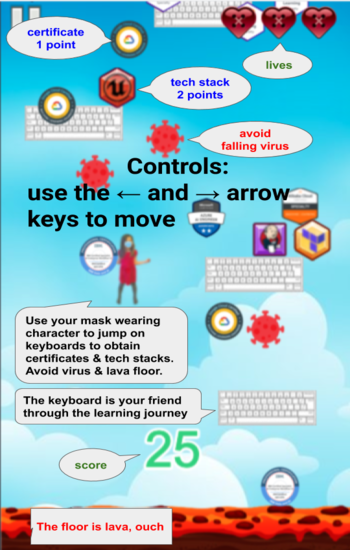 certificate
1 point
lives
tech stack
2 points
avoid
falling virus
Controls:
use the ← and → arrow
keys to move
Use your mask wearing
character to jump on
keyboards to obtain
certificates & tech stacks.
Avoid virus & lava floor.
The keyboard is your friend
through the learning journey
score
25
The floor is lava, ouch